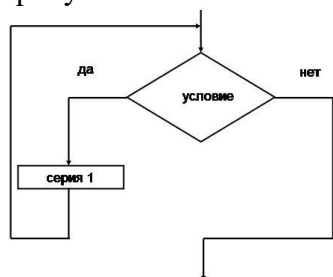 да
нет
условие
серия 1